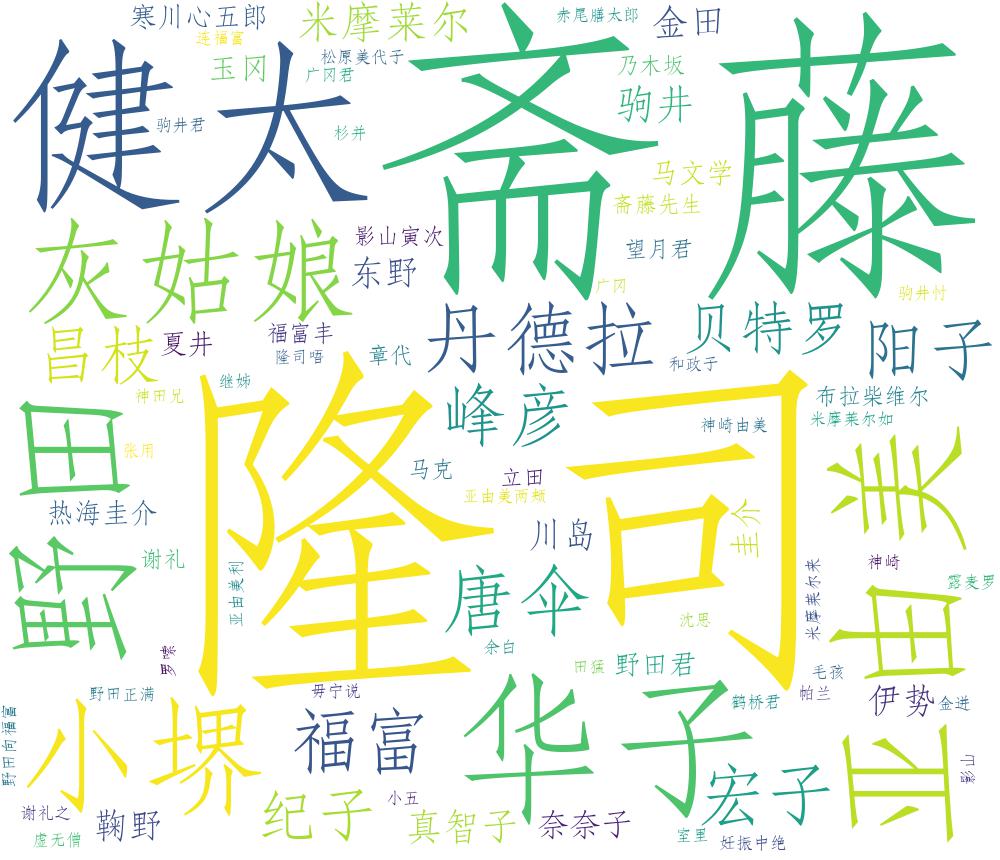 寒川心五郎
米摩莱尔
赤尾膳太郎
金田
连福富
健太
斋藤
玉冈
松原美代子
广冈君
乃木坂
驹井
驹井君
杉并
马文学
斋藤先生
灰姑娘
影山寅次
东野
望月君
广冈
驹井忖
昌枝
夏井
福富丰
隆司唔
章代
丹德拉
贝特罗
阳子
和政子
神田兄
继姊
隆司
峰彦
布拉柴维尔
米摩莱尔如
神崎由美
野田
张用
马克
立田
亚由美两颊
亚田美
热海圭介
川岛
圭介
谢礼
亚由美利
唐伞
米摩莱尔来
神崎
露麦罗
罗嗦
余白
沈思
田猿
野田君
毛孩
帕兰
野田正满
毋宁说
鹤桥君
伊势
金进
野田向福富
小堺
福富
华子
宏子
影山
谢礼之
虚无僧
鞠野
纪子
小五
真智子
奈奈子
室里
妊振中绝